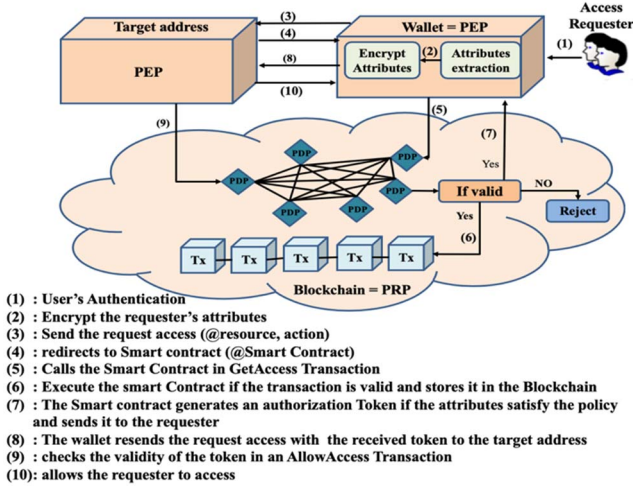 Access
Requester
Target address
(3)
(4)
(8)
(10)
Wallet = PEP
PEP
Encrypt
Attributes
(2)
Attributes
extraction
(1)
(9)
(5)
(7)
PDP
PDP
PDP
PDP
PDP
PDP
Yes
If valid
NO
Reject
Yes
(6)
Tx
Tx
Tx
Tx
Tx
Blockchain = PRP
(1) : User's Authentication
(2) : Encrypt the requester's attributes
(3) : Send the request access (@resource, action)
(4) : redirects to Smart contract (@Smart Contract)
(5) : Calls the Smart Contract in GetAccess Transaction
(6) : Execute the smart Contract if the transaction is valid and stores it in the Blockchain
(7) : The Smart contract generates an authorization Token if the attributes satisfy the policy
and sends it to the requester
(8) : The wallet resends the request access with the received token to the target address
(9) : checks the validity of the token in an AllowAccess Transaction
(10): allows the requester to access